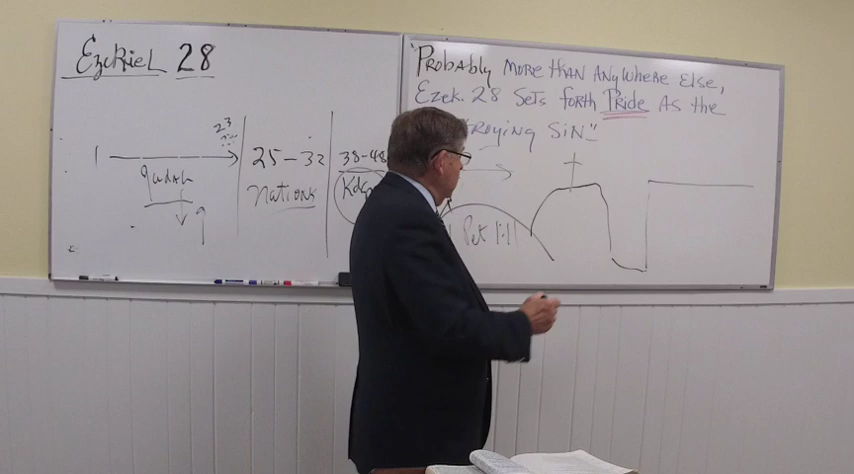 Ezekiel 28
1
23
25-32
38-48
Judah
Nations
9
"Probably More Than Anywhere Else,
Ezek. 28 Sets forth Pride As the
Sin"
Pet 1:11